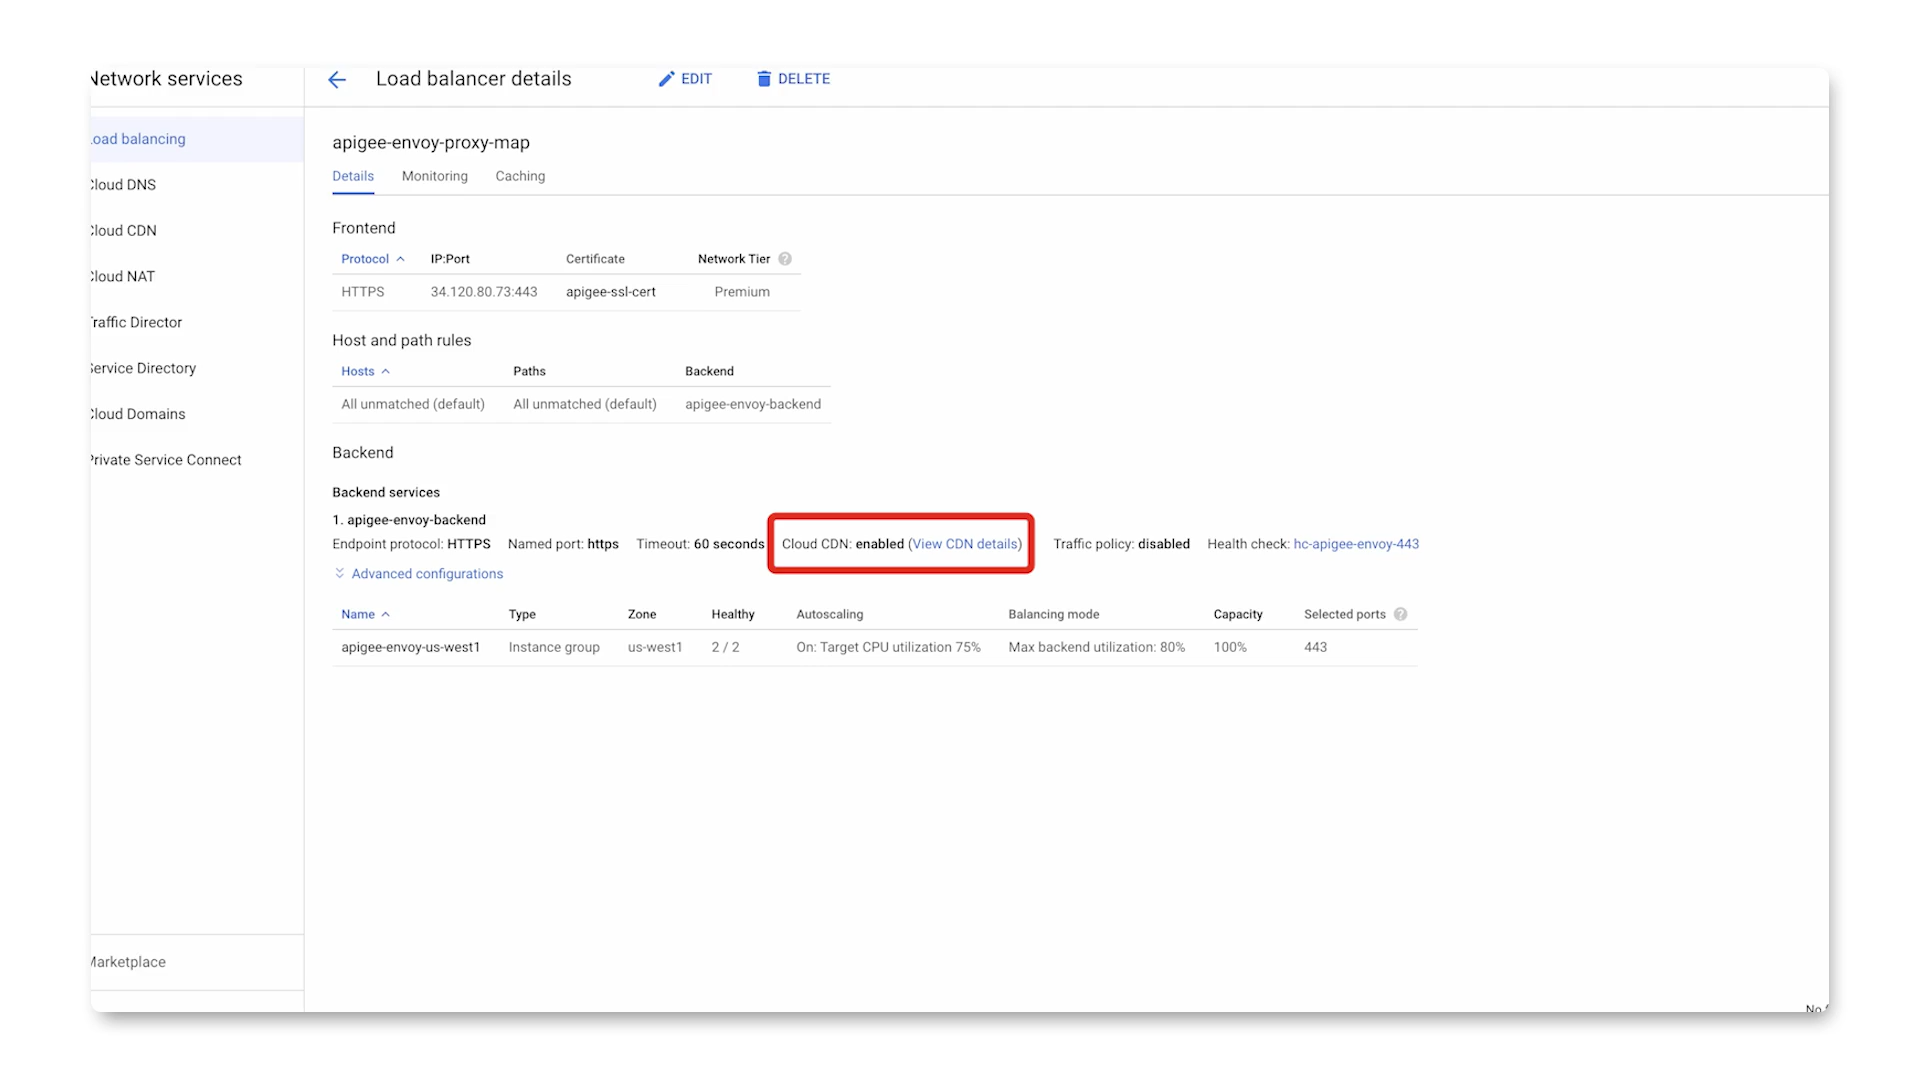 Network services
Load balancer details
EDIT
DELETE
Load balancing
Cloud DNS
Cloud CDN
Cloud NAT
Traffic Director
Service Directory
Cloud Domains
Private Service Connect
Marketplace
apigee-envoy-proxy-map
Details Monitoring Caching
Frontend
Protocol IP:Port Certificate Network Tier
HTTPS 34.120.80.73:443 apigee-ssl-cert Premium
Host and path rules
Hosts Paths Backend
All unmatched (default) All unmatched (default) apigee-envoy-backend
Backend
Backend services
1. apigee-envoy-backend
Endpoint protocol: HTTPS Named port: https Timeout: 60 seconds Cloud CDN: enabled (View CDN details) Traffic policy: disabled Health check: hc-apigee-envoy-443
Advanced configurations
Name Type Zone Healthy Autoscaling Balancing mode Capacity Selected ports
apigee-envoy-us-west1 Instance group us-west1 2 / 2 On: Target CPU utilization 75% Max backend utilization: 80% 100% 443